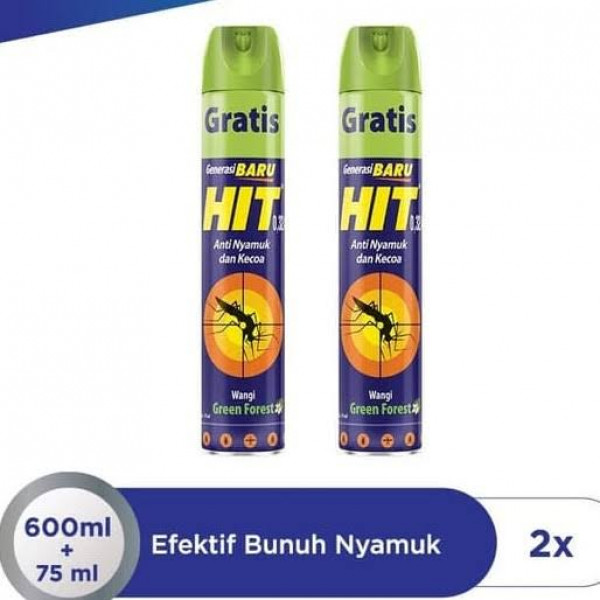 Gratis
Generasi BARU
HIT
Anti Nyamuk
dan Kecoa
Wangi
Green Forest
Gratis
Generasi BARU
HIT
Anti Nyamuk
dan Kecoa
Wangi
Green Forest
600ml
+
75 ml
Efektif Bunuh Nyamuk
2x